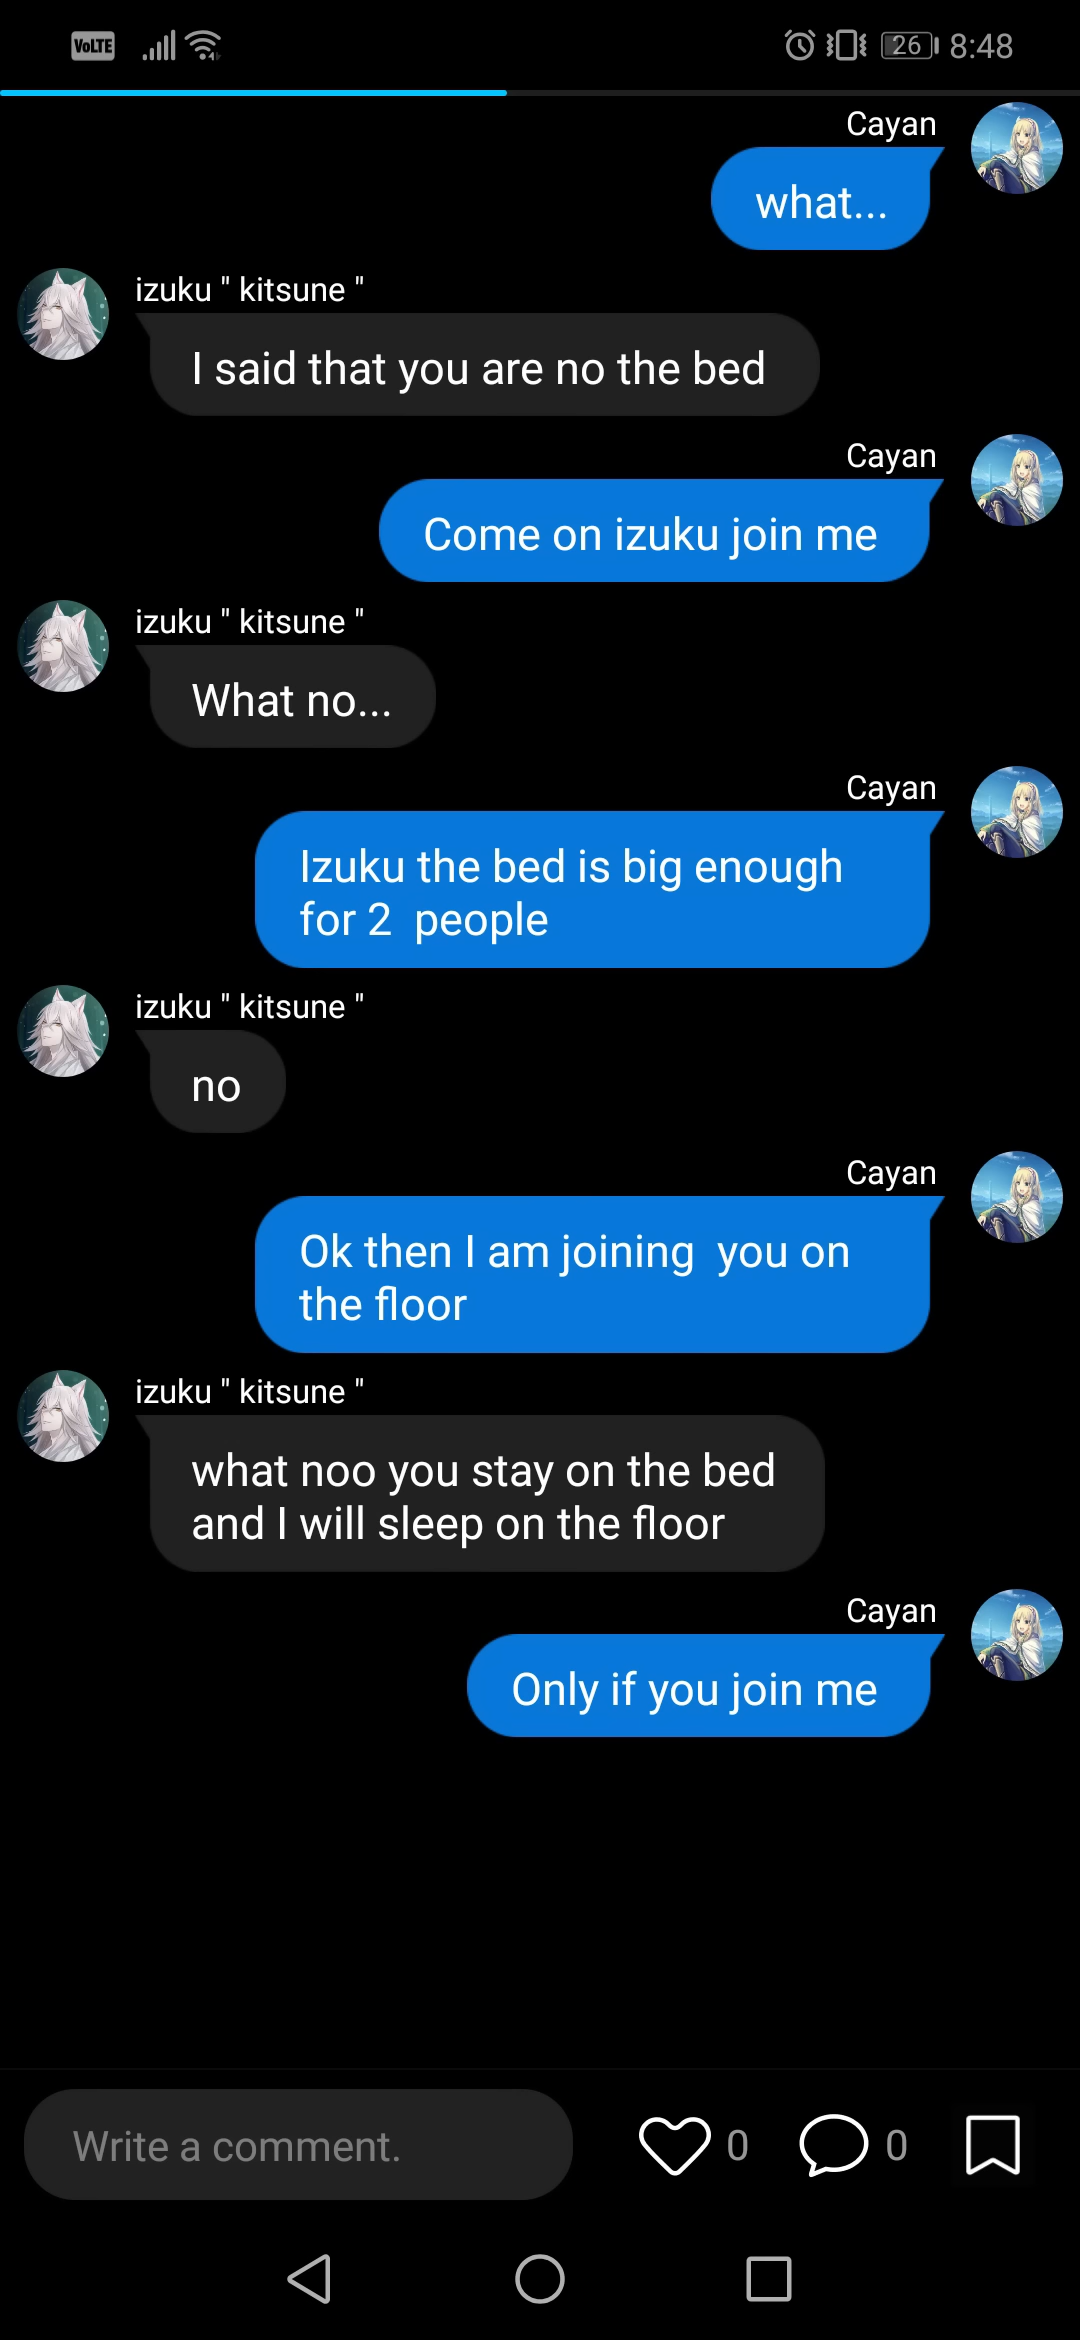 VoLTE 26 8:48
Cayan
what...
izuku " kitsune "
I said that you are no the bed
Cayan
Come on izuku join me
izuku " kitsune "
What no...
Cayan
Izuku the bed is big enough
for 2  people
izuku " kitsune "
no
Cayan
Ok then I am joining  you on
the floor
izuku " kitsune "
what noo you stay on the bed
and I will sleep on the floor
Cayan
Only if you join me
Write a comment. 0 0